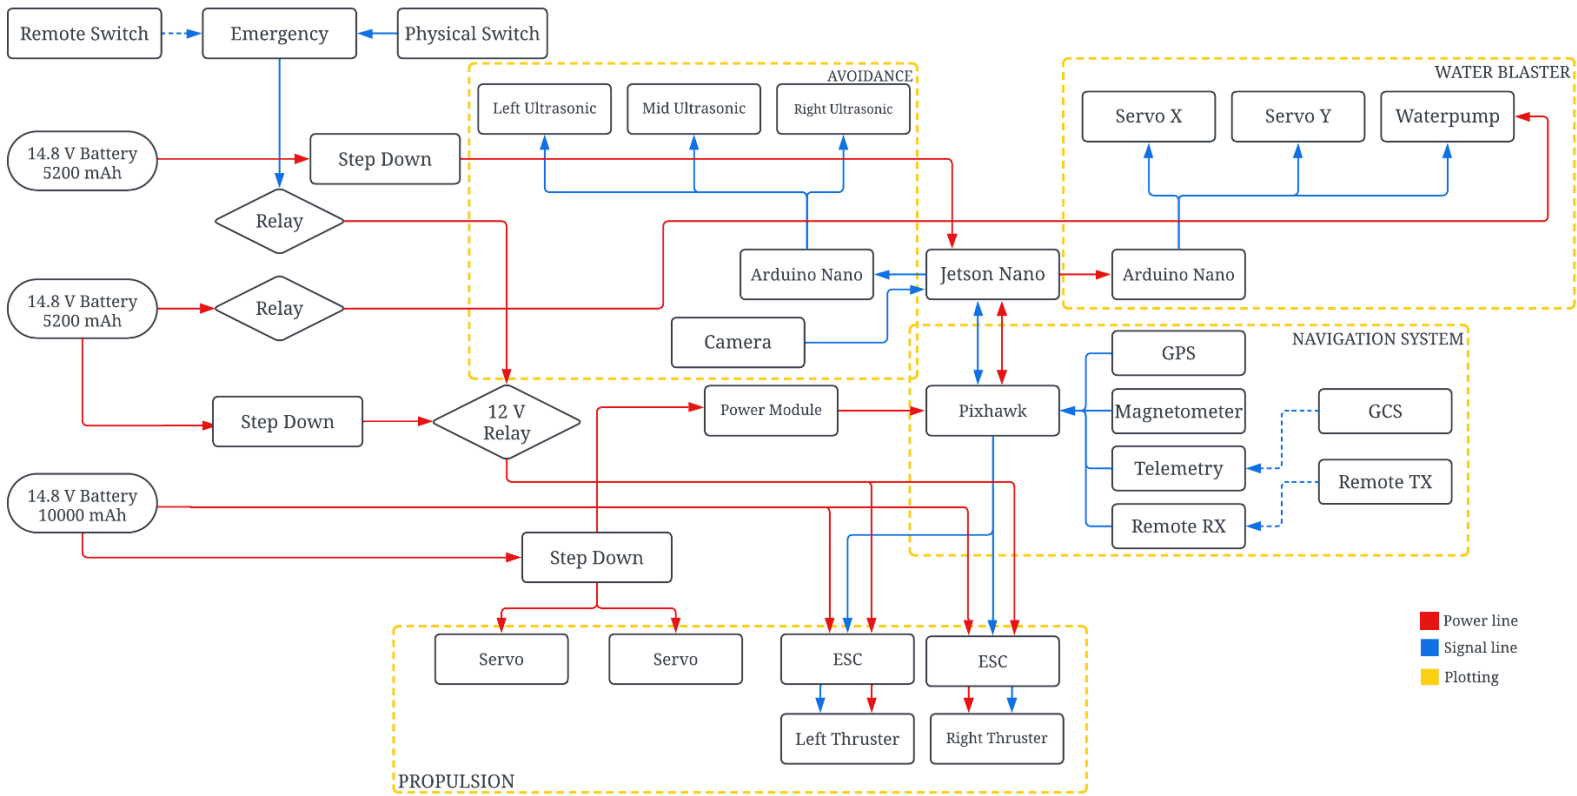 Remote Switch
Emergency
Physical Switch
AVOIDANCE
WATER BLASTER
Left Ultrasonic
Mid Ultrasonic
Right Ultrasonic
Servo X
Servo Y
Waterpump
14.8 V Battery
5200 mAh
Step Down
Relay
Arduino Nano
Jetson Nano
Arduino Nano
14.8 V Battery
5200 mAh
Relay
Camera
NAVIGATION SYSTEM
GPS
Step Down
12 V
Relay
Power Module
Pixhawk
Magnetometer
GCS
Telemetry
Remote TX
14.8 V Battery
10000 mAh
Remote RX
Step Down
Servo
Servo
ESC
ESC
Left Thruster
Right Thruster
PROPULSION
Power line
Signal line
Plotting